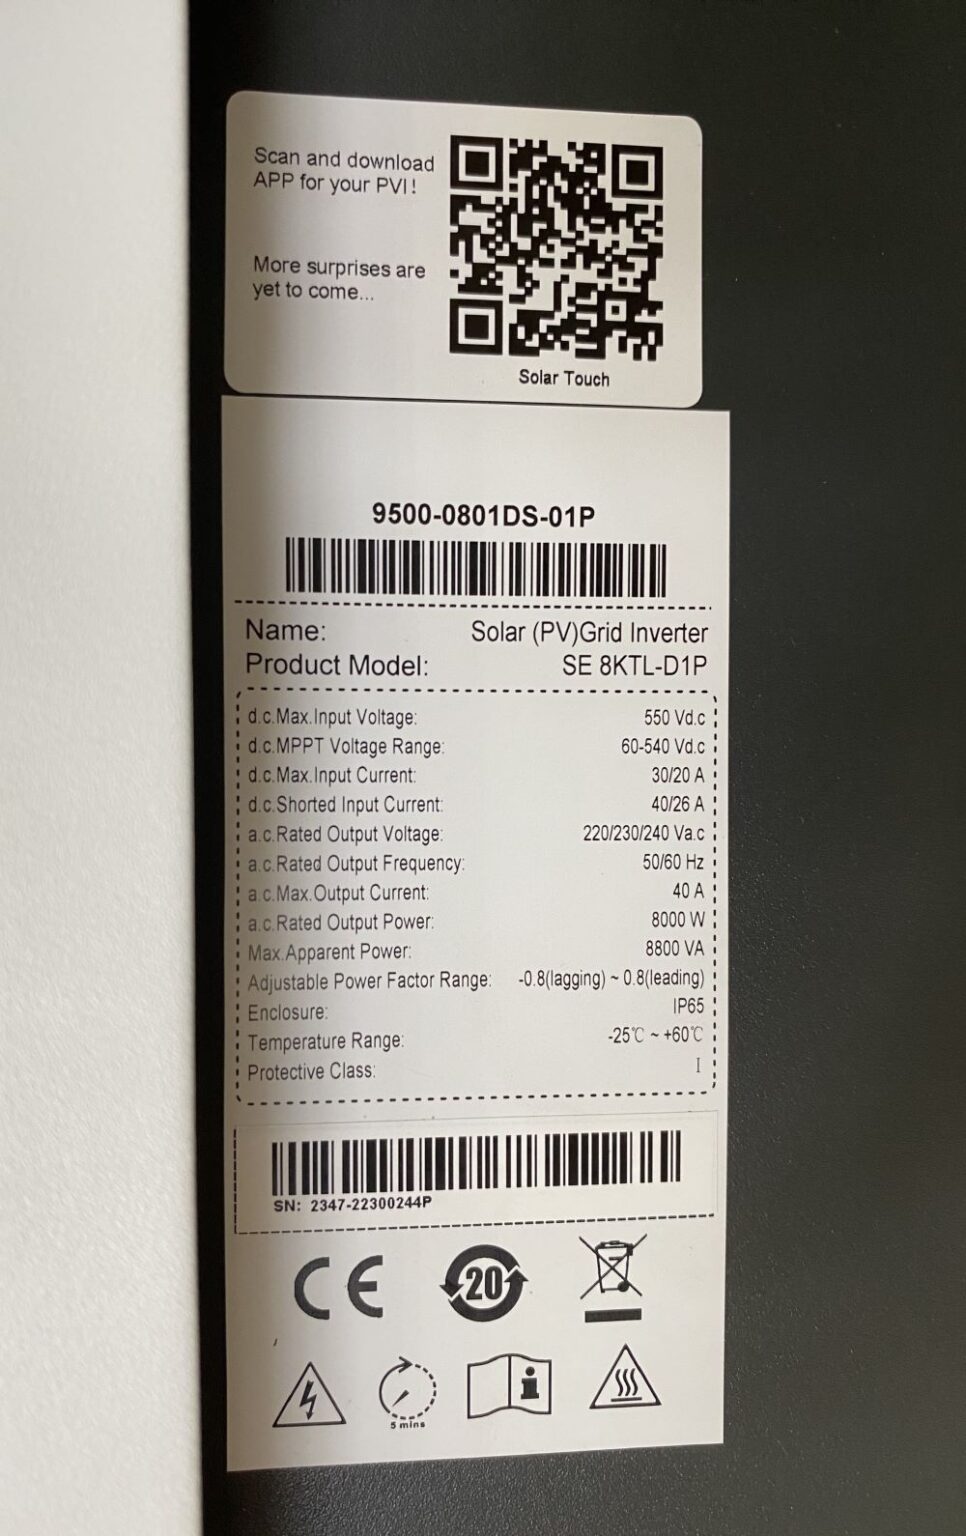 Scan and download
APP for your PVI!
More surprises are
yet to come...
Solar Touch
9500-0801DS-01P
Name: Solar (PV)Grid Inverter
Product Model: SE 8KTL-D1P
d.c.Max.Input Voltage: 550 Vd.c
d.c.MPPT Voltage Range: 60-540 Vd.c
d.c.Max.Input Current: 30/20 A
d.c.Shorted Input Current: 40/26 A
a.c.Rated Output Voltage: 220/230/240 Va.c
a.c.Rated Output Frequency: 50/60 Hz
a.c.Max.Output Current: 40 A
a.c.Rated Output Power: 8000 W
Max.Apparent Power: 8800 VA
Adjustable Power Factor Range: -0.8(lagging) ~ 0.8(leading)
Enclosure: IP65
Temperature Range: -25℃ ~ +60℃
Protective Class: I
SN: 2347-22300244P
CE
20
5 mins